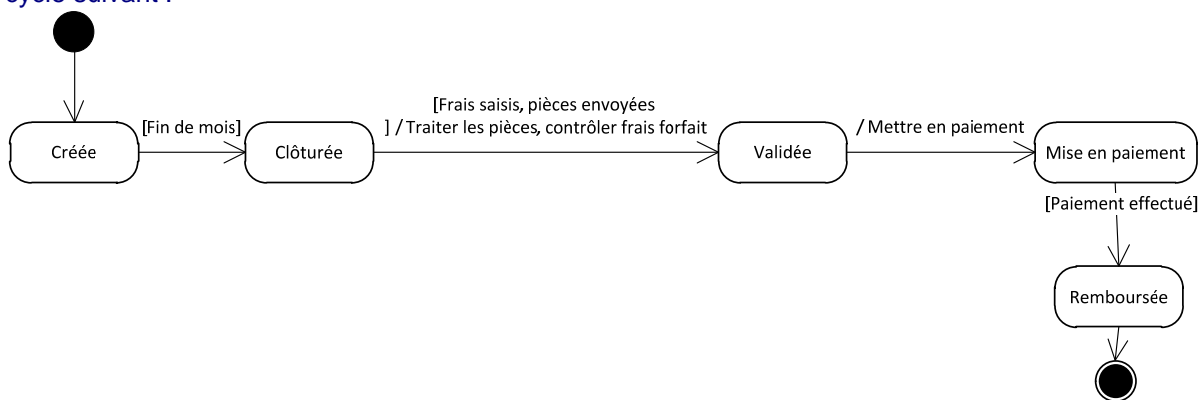 cycle suivant :
[Frais saisis, pièces envoyées
[Fin de mois]
] / Traiter les pièces, contrôler frais forfait
/ Mettre en paiement
Créée
Clôturée
Validée
Mise en paiement
[Paiement effectué]
Remboursée